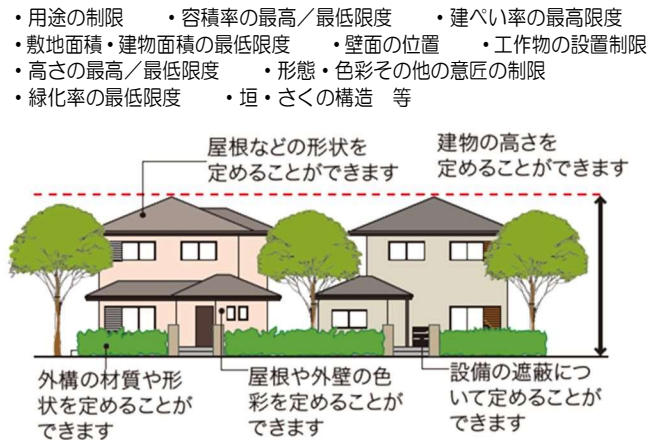 ・用途の制限　・容積率の最高／最低限度　・建ぺい率の最高限度
・敷地面積・建物面積の最低限度　・壁面の位置　・工作物の設置制限
・高さの最高／最低限度　・形態・色彩その他の意匠の制限
・緑化率の最低限度　・垣・さくの構造　等
屋根などの形状を
定めることができます
建物の高さを
定めることができます
外構の材質や形
状を定めることが
できます
屋根や外壁の色
彩を定めることが
できます
設備の遮蔽につ
いて定めることが
できます